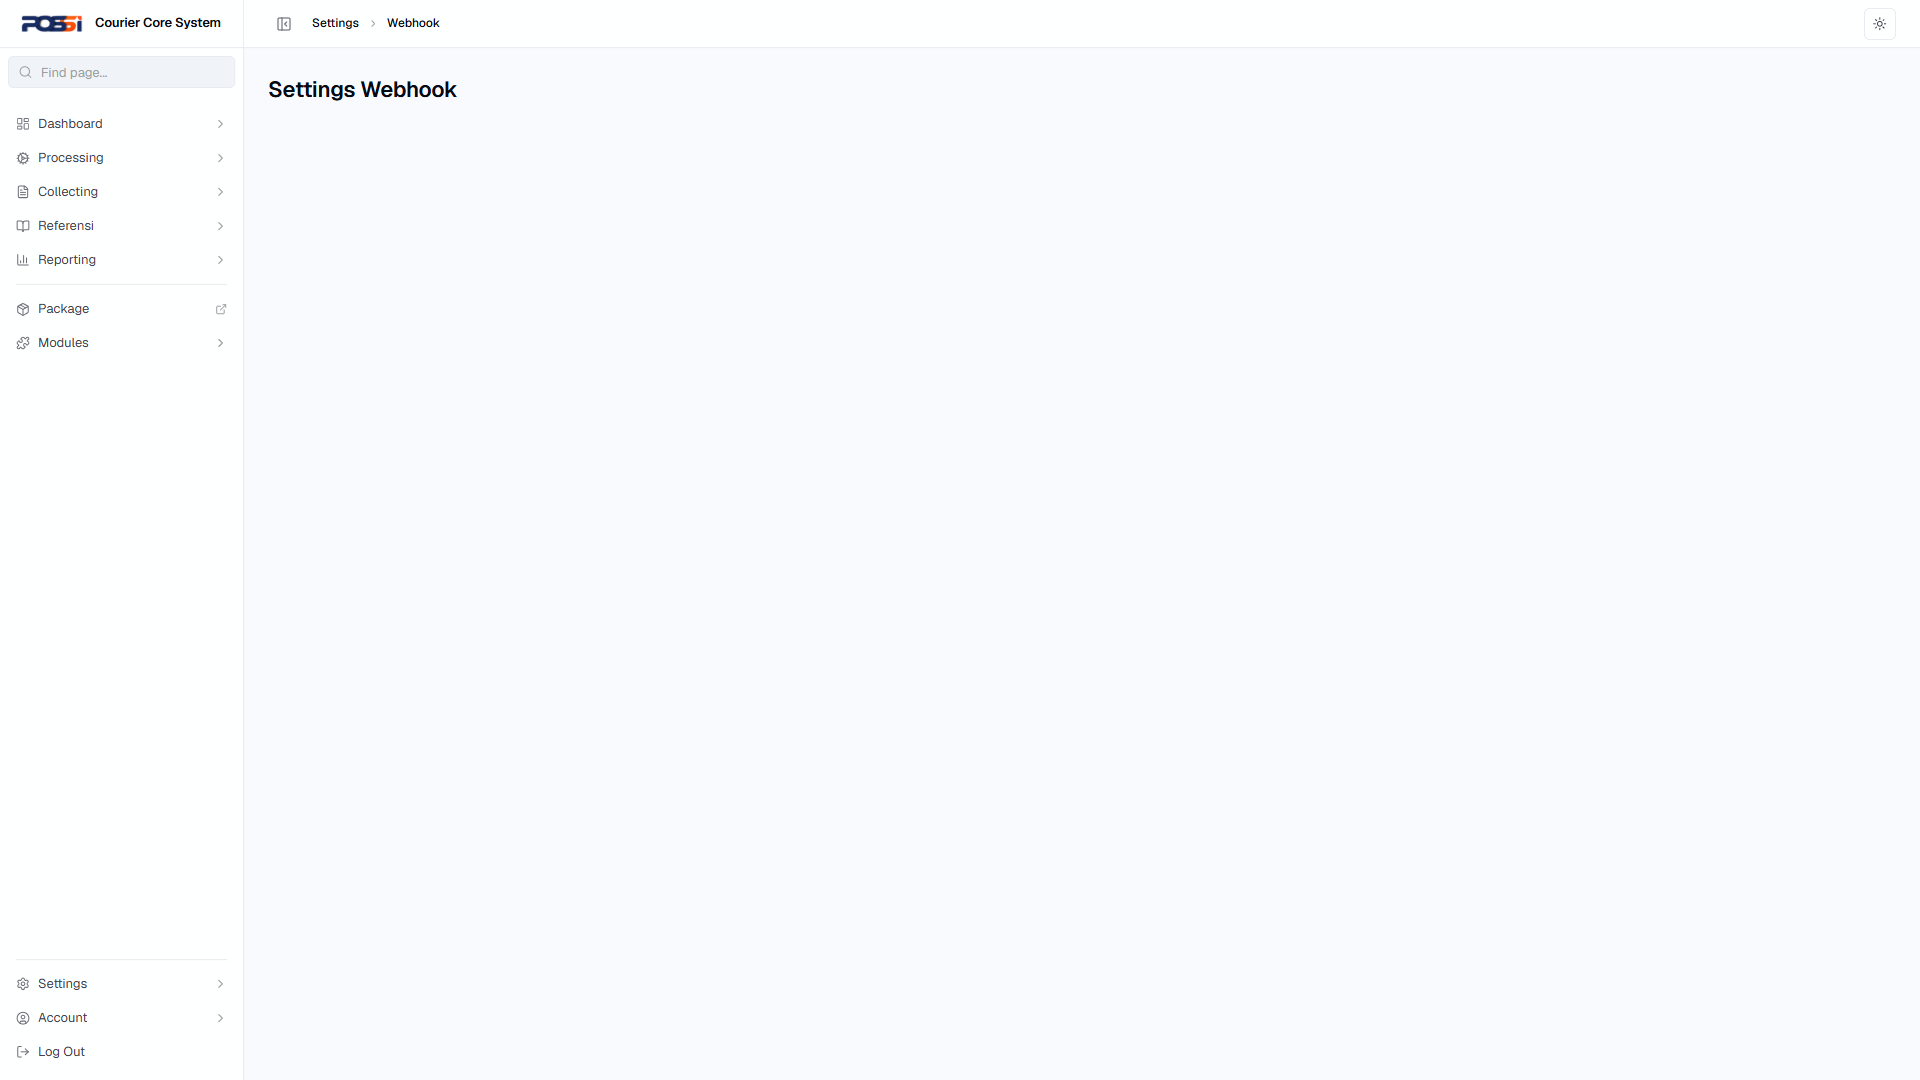 POSSi Courier Core System
Settings
Webhook
Find page...
Settings Webhook
Dashboard
Processing
Collecting
Referensi
Reporting
Package
Modules
Settings
Account
Log Out